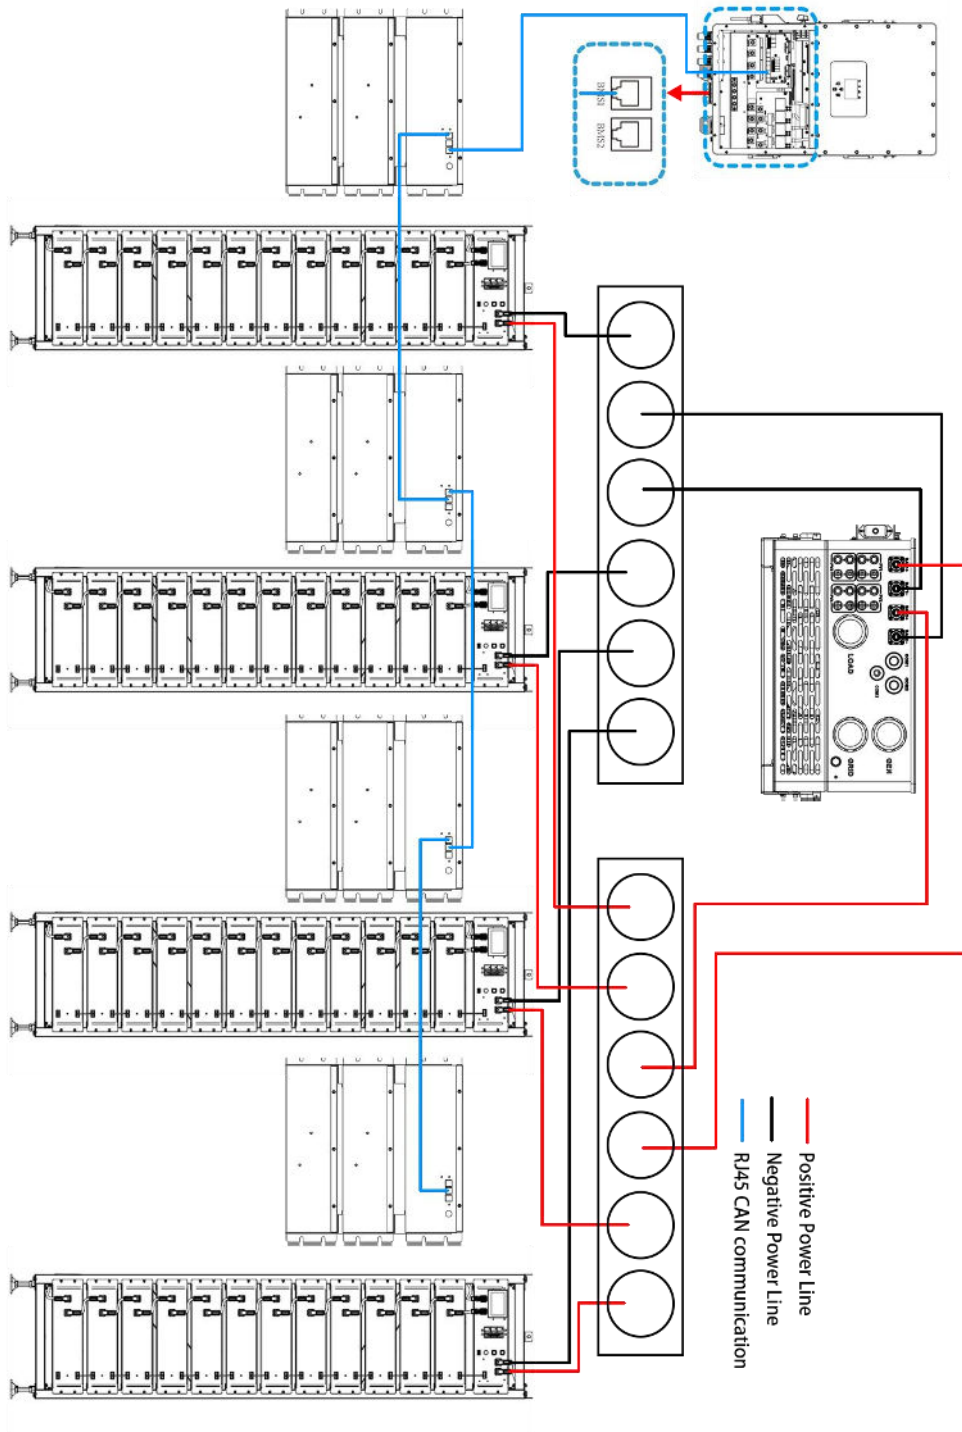 BMS1
BMS2
LOAD
GRID
GEN
Positive Power Line
Negative Power Line
RJ45 CAN communication